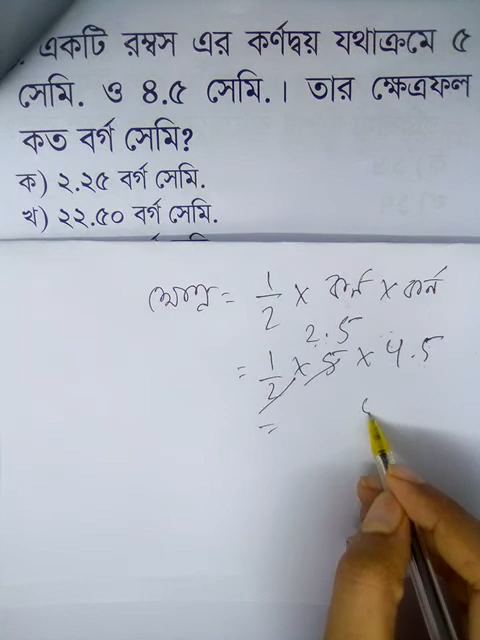 একটি রম্বস এর কর্ণদ্বয় যথাক্রমে ৫
সেমি. ও ৪.৫ সেমি.। তার ক্ষেত্রফল
কত বর্গ সেমি?
ক) ২.২৫ বর্গ সেমি.
খ) ২২.৫০ বর্গ সেমি.
= 1/2 × কর্ন × কর্ন
2.5
= 1/2 × 5 × 4.5
=